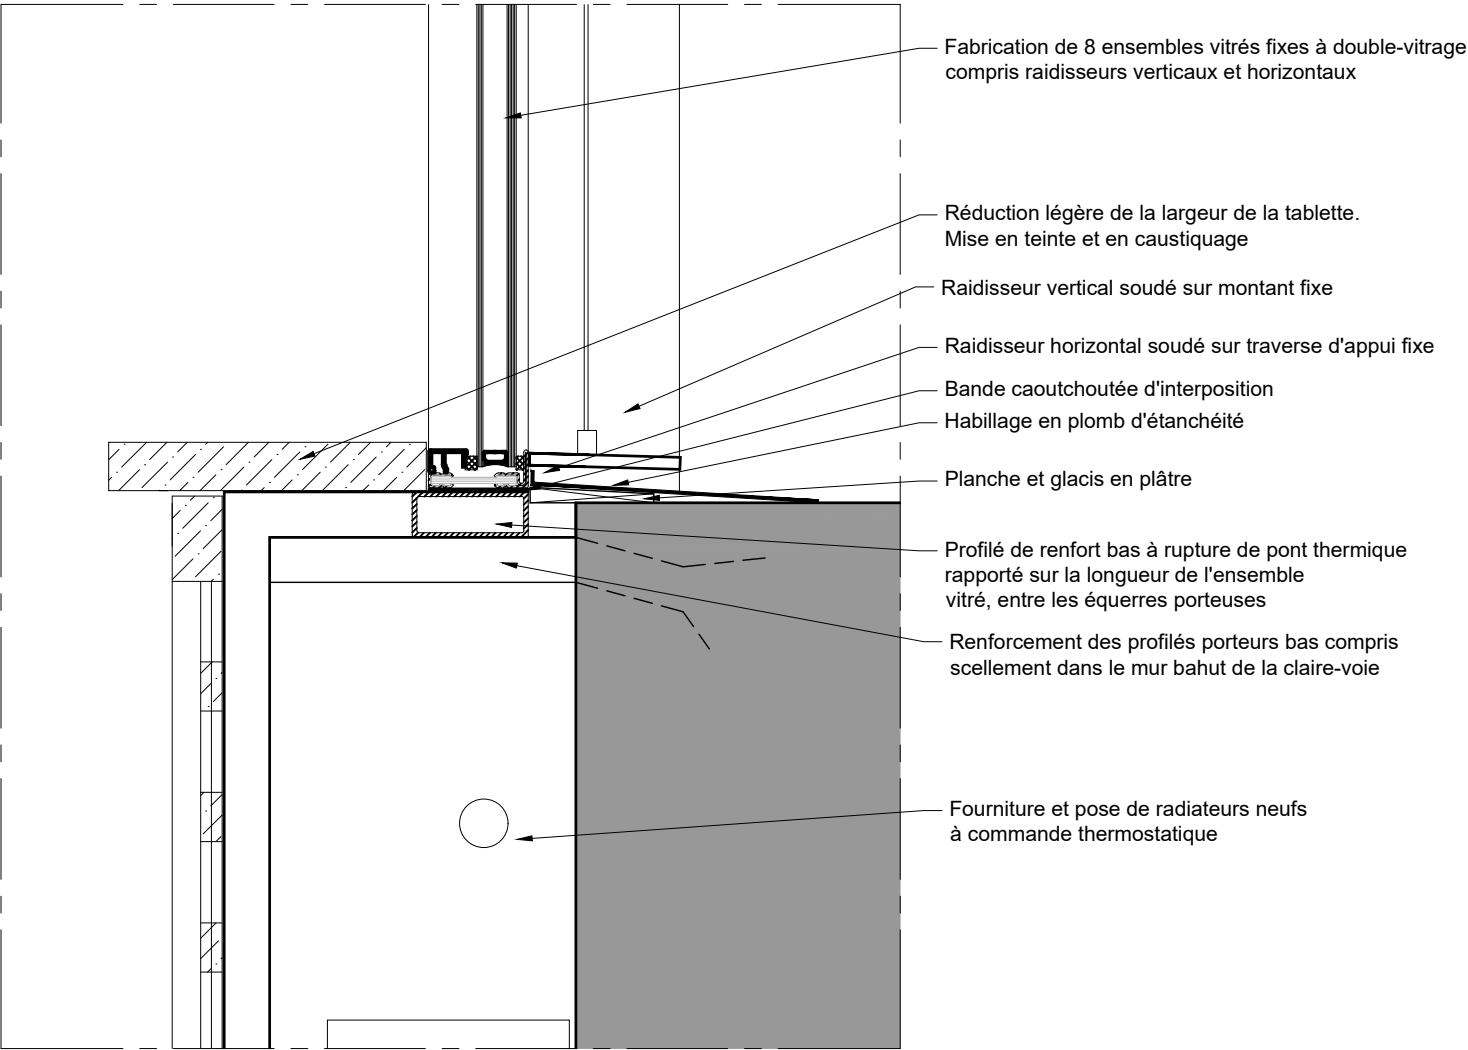 Fabrication de 8 ensembles vitrés fixes à double-vitrage
compris raidisseurs verticaux et horizontaux
Réduction légère de la largeur de la tablette.
Mise en teinte et en caustiquage
Raidisseur vertical soudé sur montant fixe
Raidisseur horizontal soudé sur traverse d'appui fixe
Bande caoutchoutée d'interposition
Habillage en plomb d'étanchéité
Planche et glacis en plâtre
Profilé de renfort bas à rupture de pont thermique
rapporté sur la longueur de l'ensemble
vitré, entre les équerres porteuses
Renforcement des profilés porteurs bas compris
scellement dans le mur bahut de la claire-voie
Fourniture et pose de radiateurs neufs
à commande thermostatique